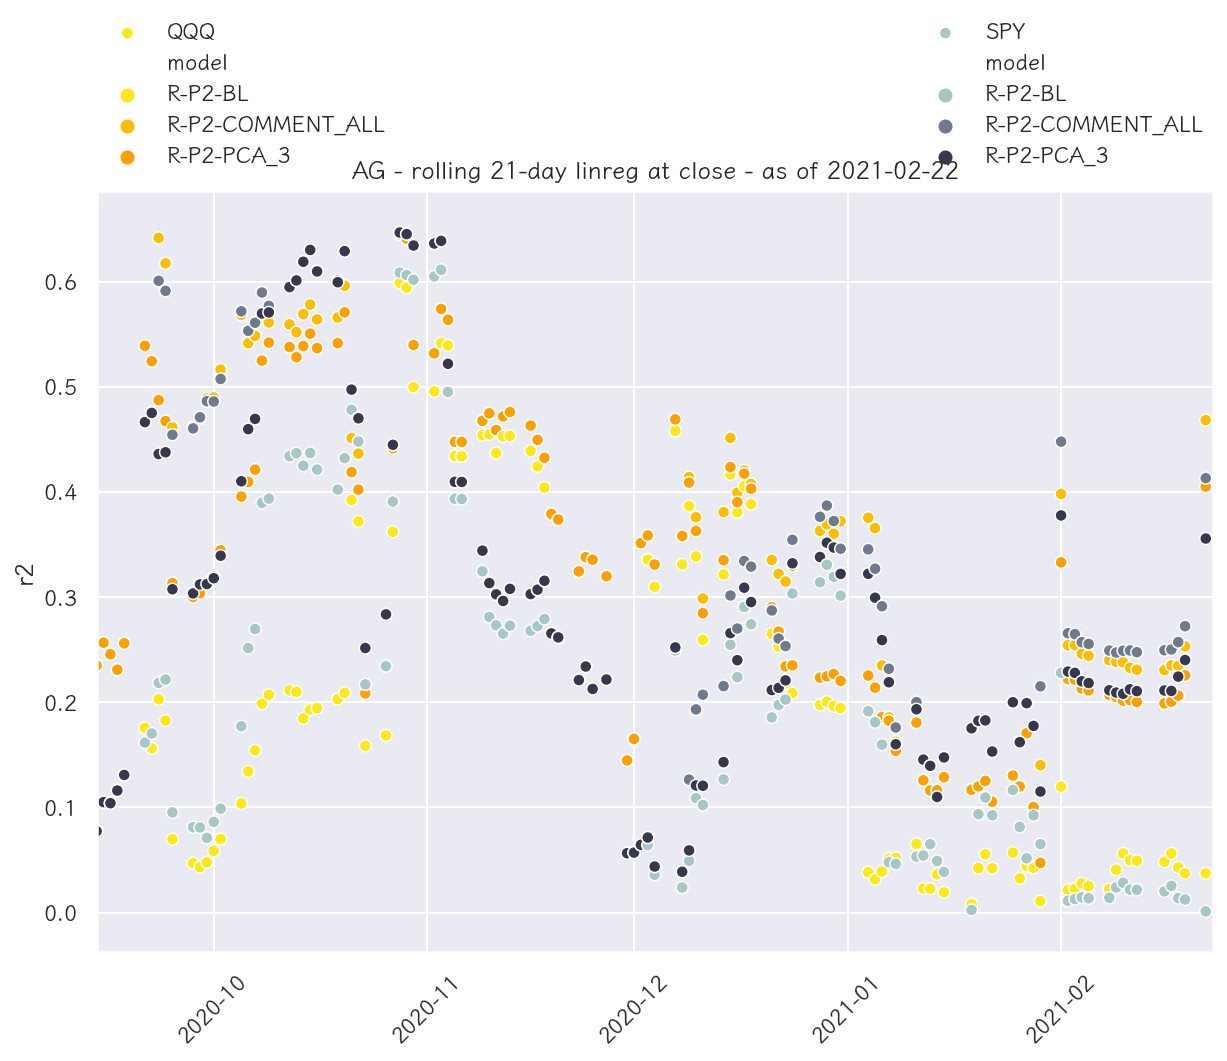 QQQ
model
R-P2-BL
R-P2-COMMENT_ALL
R-P2-PCA_3
SPY
model
R-P2-BL
R-P2-COMMENT_ALL
R-P2-PCA_3
AG - rolling 21-day linreg at close - as of 2021-02-22
r2
0.6
0.5
0.4
0.3
0.2
0.1
0.0
2020-10
2020-11
2020-12
2021-01
2021-02